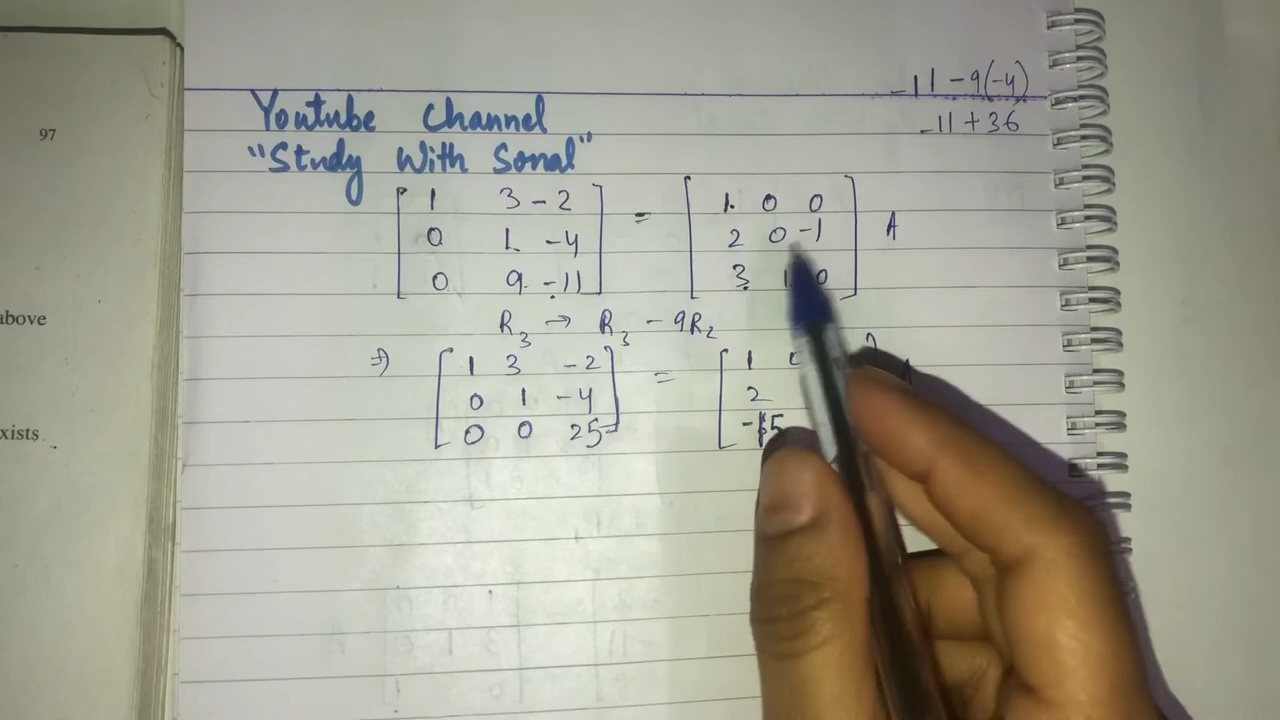 97
above
xists.
-11 - 9(-4)
-11 + 36
Youtube Channel
"Study With Sonal"
1 3 -2 = 1 0 0
0 1 -4 2 0 -1 A
0 9 -11 3 1 0
R3 → R3 - 9R2
⇒ 1 3 -2 = 1 0
0 1 -4 2
0 0 25 -15